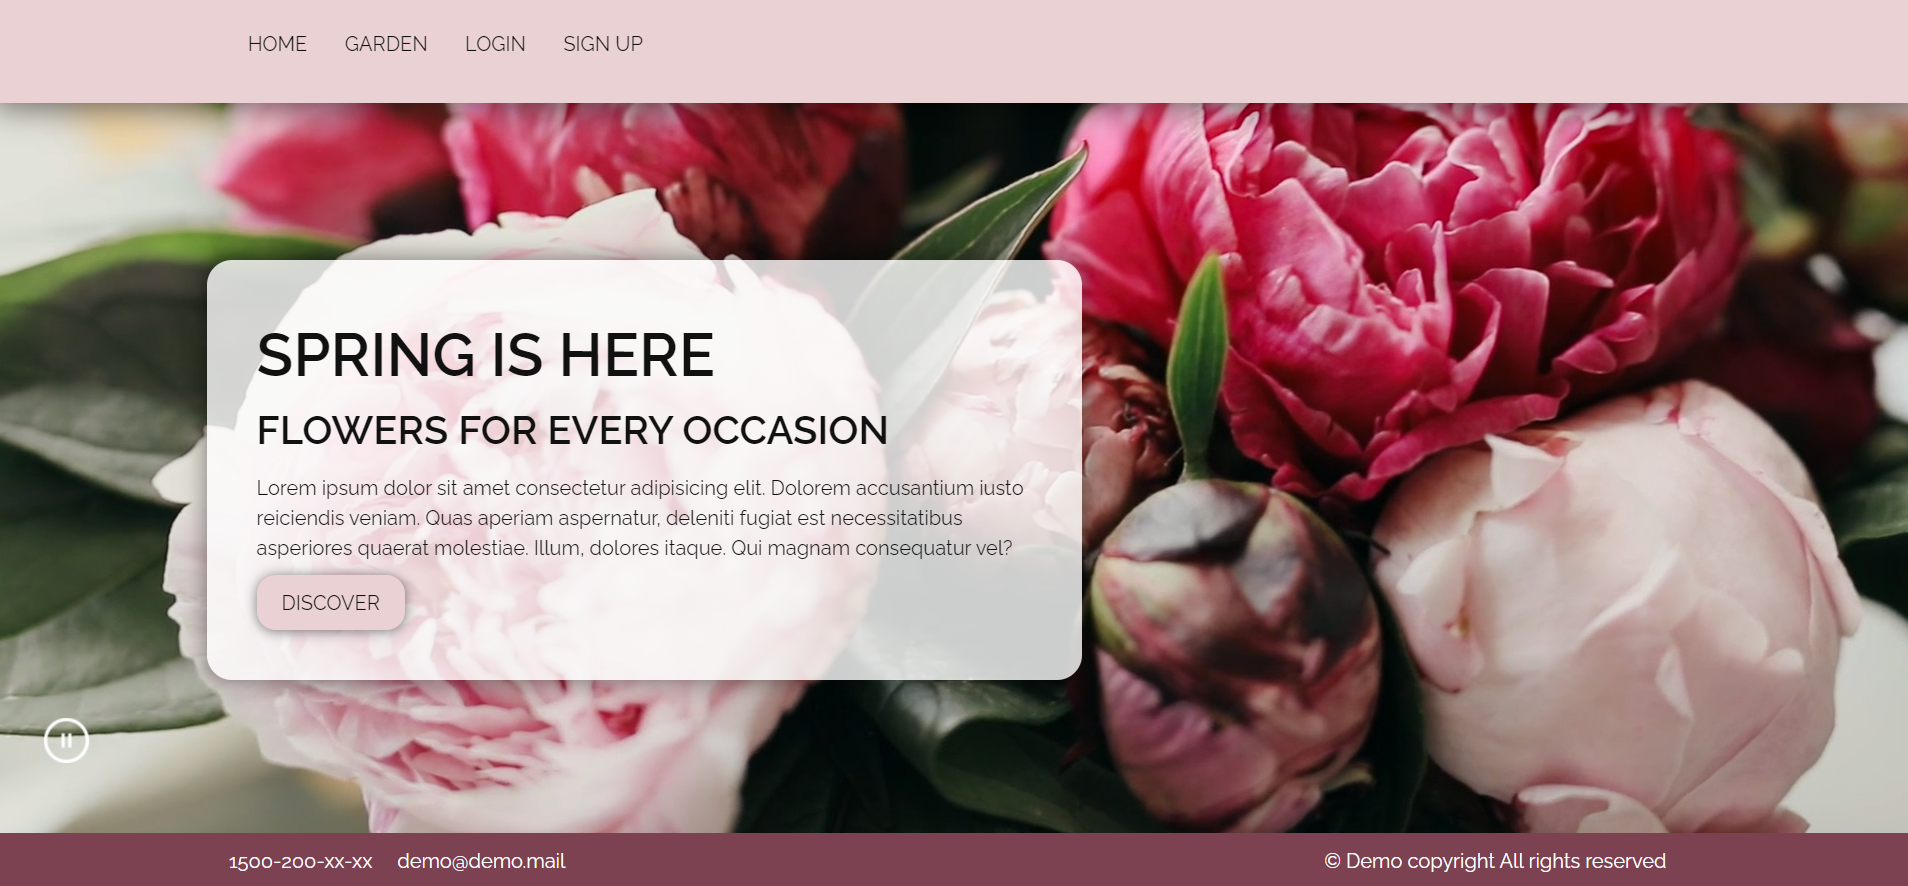 HOME GARDEN LOGIN SIGN UP
SPRING IS HERE
FLOWERS FOR EVERY OCCASION
Lorem ipsum dolor sit amet consectetur adipisicing elit. Dolorem accusantium iusto
reiciendis veniam. Quas aperiam aspernatur, deleniti fugiat est necessitatibus
asperiores quaerat molestiae. Illum, dolores itaque. Qui magnam consequatur vel?
DISCOVER
1500-200-xx-xx demo@demo.mail © Demo copyright All rights reserved